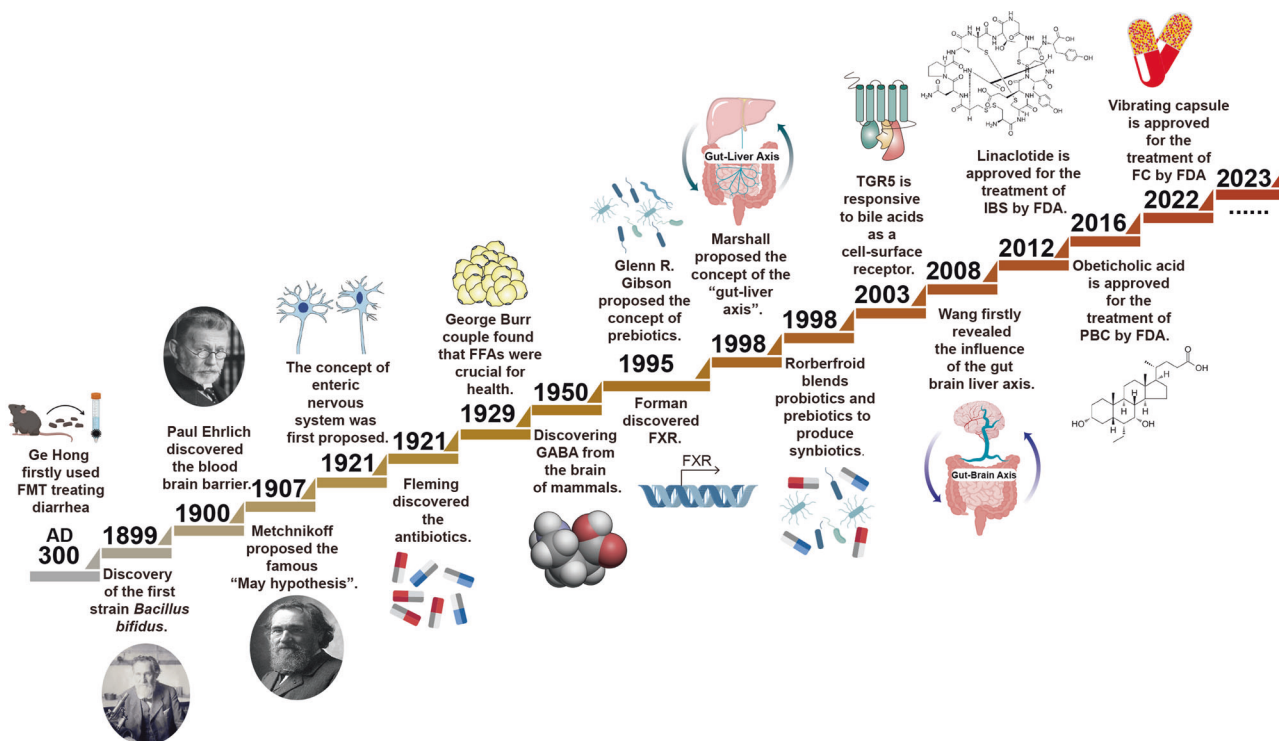 Ge Hong firstly used
FMT treating
diarrhea
AD
300
1899
Discovery
of the first
strain Bacillus
bifidus.
Paul Ehrlich discovered
the blood
brain barrier.
1900
1907
Metchnikoff
proposed the
famous
“May hypothesis”.
The concept of
enteric
nervous
system was
first proposed.
1921
1921
Fleming
discovered
the
antibiotics.
George Burr
couple found
that FFAs were
crucial for
health.
1929
1950
Discovering
GABA from
the brain
of mammals.
Glenn R.
Gibson
proposed the
concept of
prebiotics.
1995
Forman
discovered
FXR.
FXR
Gut-Liver Axis
Marshall
proposed the
concept of the
“gut-liver
axis”.
1998
1998
Rorberfroid
blends
probiotics and
prebiotics to
produce
synbiotics.
TGR5 is
responsive
to bile acids
as a
cell-surface
receptor.
2003
2008
Wang firstly
revealed
the influence
of the gut
brain liver axis.
Gut-Brain Axis
Linaclotide is
approved for the
treatment of
IBS by FDA.
2012
2016
Obeticholic acid
is approved
for the
treatment of
PBC by FDA.
Vibrating capsule
is approved
for the
treatment of
FC by FDA
2022
2023
......